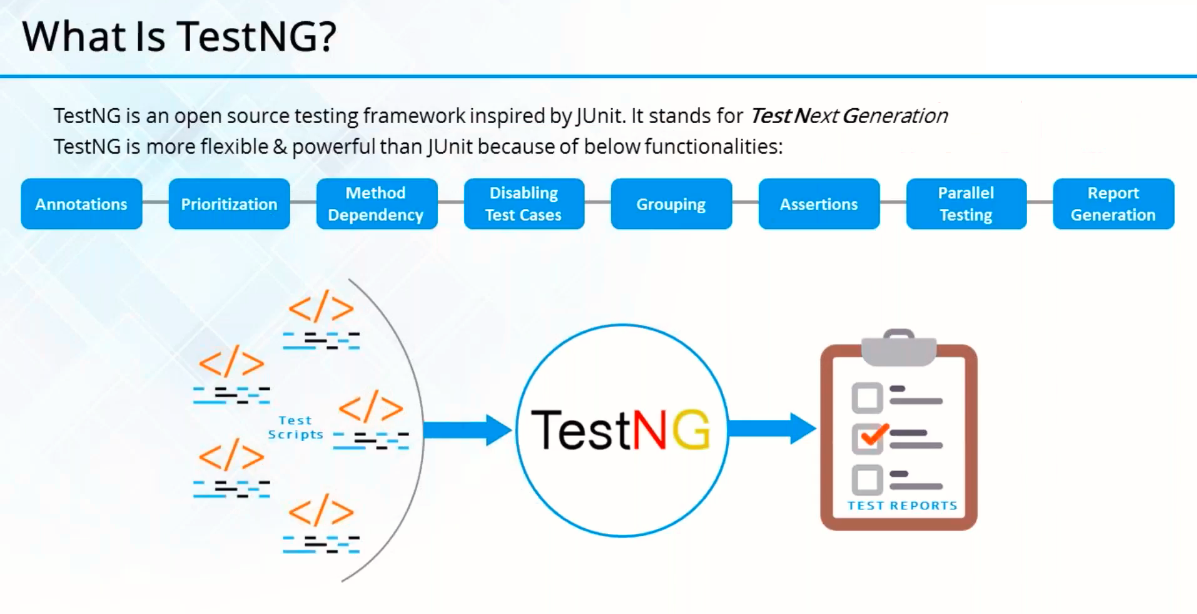 What Is TestNG?
TestNG is an open source testing framework inspired by JUnit. It stands for Test Next Generation
TestNG is more flexible & powerful than JUnit because of below functionalities:
Annotations
Prioritization
Method
Dependency
Disabling
Test Cases
Grouping
Assertions
Parallel
Testing
Report
Generation
</>
</>
</>
Test
Scripts
</>
</>
TestNG
TEST REPORTS